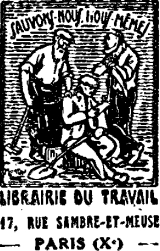 SAUVONS-NOUS NOUS-MÊMES
LIBRAIRIE DU TRAVAIL
17, RUE SAMBRE-ET-MEUSE
— PARIS (Xᵉ) —